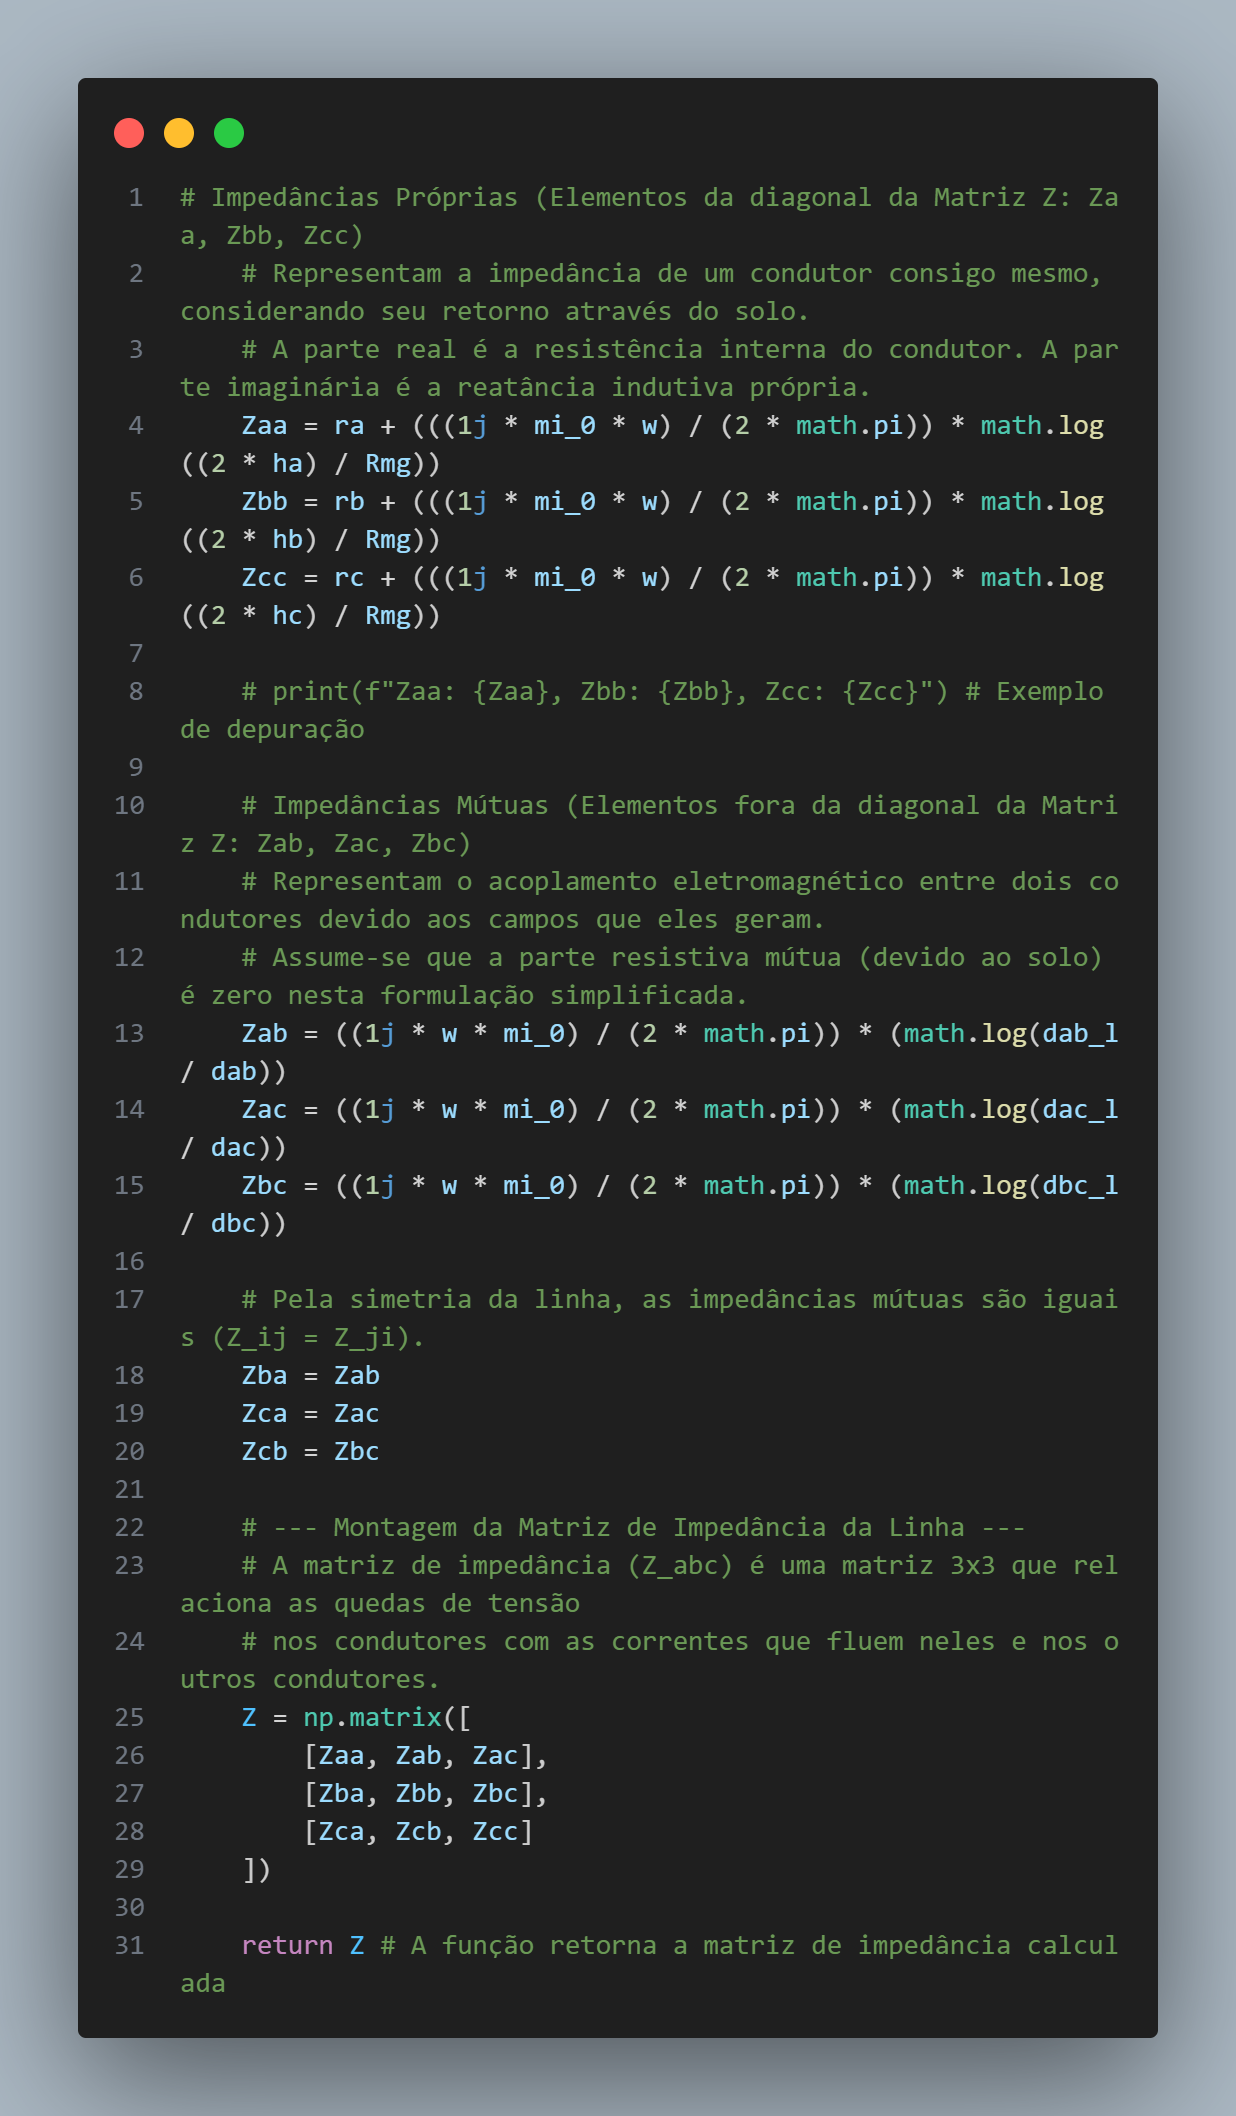 1 # Impedâncias Próprias (Elementos da diagonal da Matriz Z: Za
a, Zbb, Zcc)
2     # Representam a impedância de um condutor consigo mesmo,
considerando seu retorno através do solo.
3     # A parte real é a resistência interna do condutor. A par
te imaginária é a reatância indutiva própria.
4     Zaa = ra + (((1j * mi_0 * w) / (2 * math.pi)) * math.log
((2 * ha) / Rmg))
5     Zbb = rb + (((1j * mi_0 * w) / (2 * math.pi)) * math.log
((2 * hb) / Rmg))
6     Zcc = rc + (((1j * mi_0 * w) / (2 * math.pi)) * math.log
((2 * hc) / Rmg))
7
8     # print(f"Zaa: {Zaa}, Zbb: {Zbb}, Zcc: {Zcc}") # Exemplo
de depuração
9
10     # Impedâncias Mútuas (Elementos fora da diagonal da Matri
z Z: Zab, Zac, Zbc)
11     # Representam o acoplamento eletromagnético entre dois co
ndutores devido aos campos que eles geram.
12     # Assume-se que a parte resistiva mútua (devido ao solo)
é zero nesta formulação simplificada.
13     Zab = ((1j * w * mi_0) / (2 * math.pi)) * (math.log(dab_l
/ dab))
14     Zac = ((1j * w * mi_0) / (2 * math.pi)) * (math.log(dac_l
/ dac))
15     Zbc = ((1j * w * mi_0) / (2 * math.pi)) * (math.log(dbc_l
/ dbc))
16
17     # Pela simetria da linha, as impedâncias mútuas são iguai
s (Z_ij = Z_ji).
18     Zba = Zab
19     Zca = Zac
20     Zcb = Zbc
21
22     # --- Montagem da Matriz de Impedância da Linha ---
23     # A matriz de impedância (Z_abc) é uma matriz 3x3 que rel
aciona as quedas de tensão
24     # nos condutores com as correntes que fluem neles e nos o
utros condutores.
25     Z = np.matrix([
26         [Zaa, Zab, Zac],
27         [Zba, Zbb, Zbc],
28         [Zca, Zcb, Zcc]
29     ])
30
31     return Z # A função retorna a matriz de impedância calcul
ada